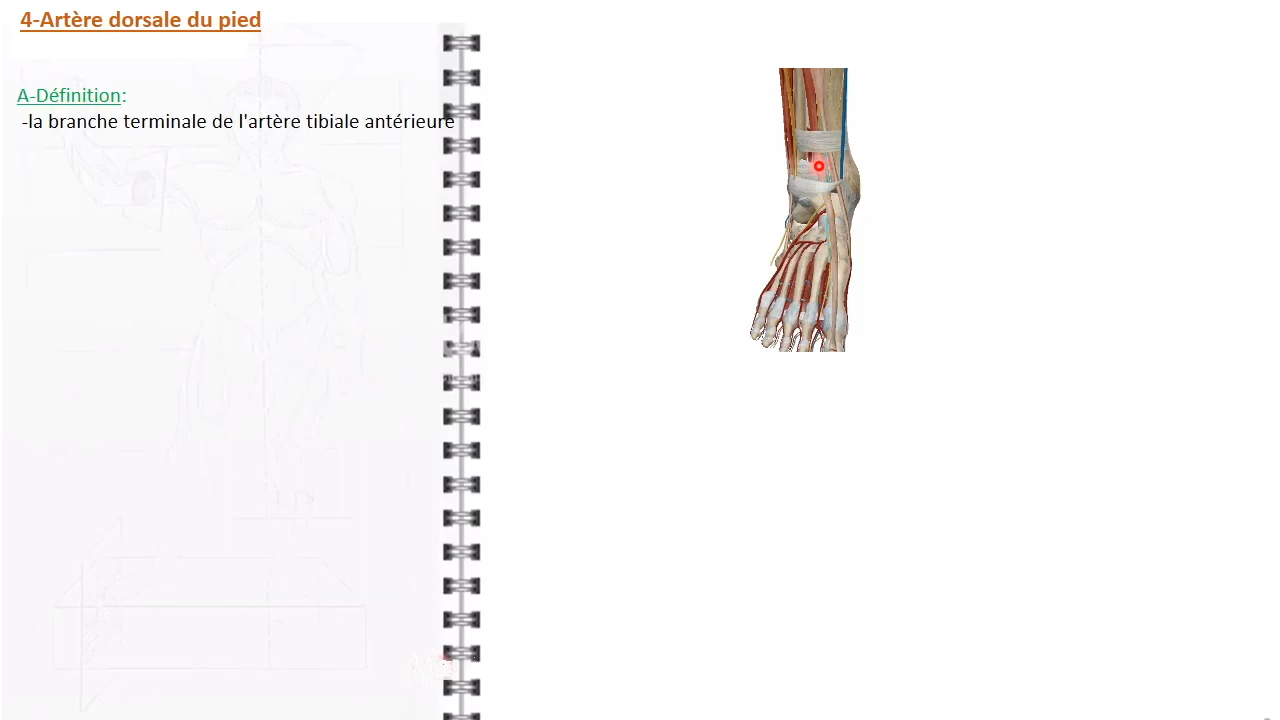 4-Artère dorsale du pied
A-Définition:
-la branche terminale de l'artère tibiale antérieure